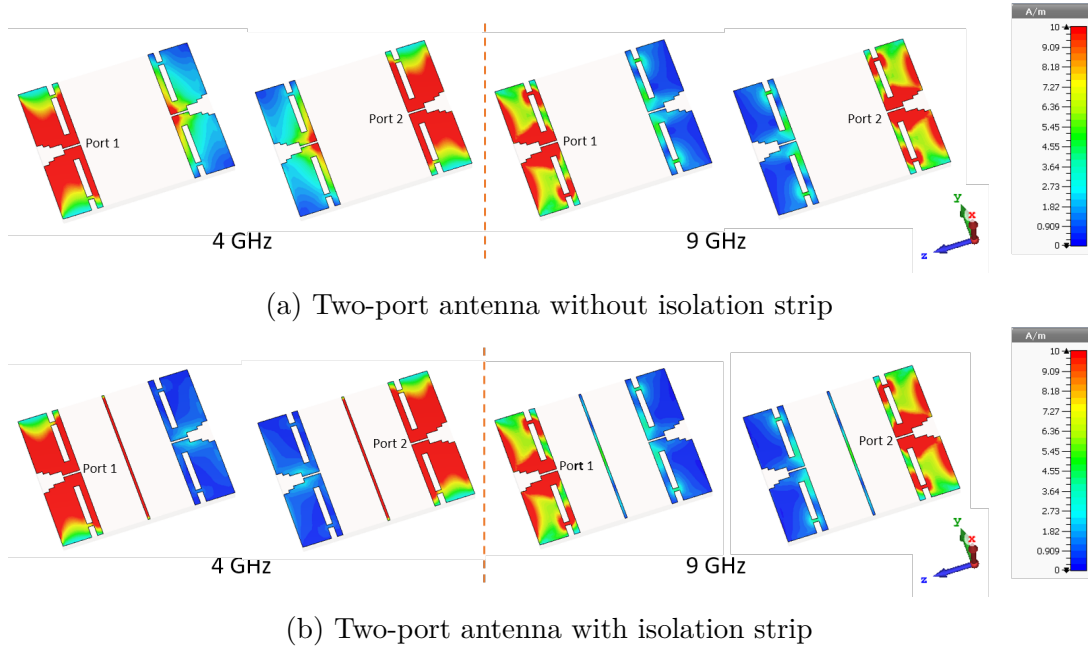 A/m
10
9.09
8.18
7.27
6.36
5.45
4.55
3.64
2.73
1.82
0.909
0
Port 1
Port 2
Port 1
Port 2
y
x
z
4 GHz
9 GHz
(a) Two-port antenna without isolation strip
A/m
10
9.09
8.18
7.27
6.36
5.45
4.55
3.64
2.73
1.82
0.909
0
Port 1
Port 2
Port 1
Port 2
y
x
z
4 GHz
9 GHz
(b) Two-port antenna with isolation strip